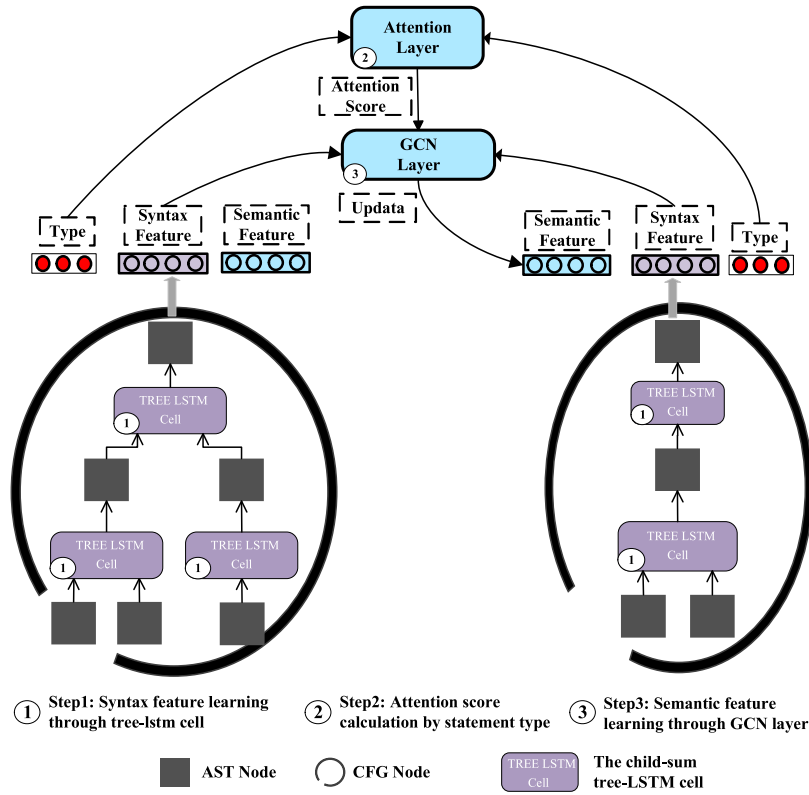 Attention
Layer
2
Attention
Score
GCN
Layer
3
Updata
Type
Syntax
Feature
Semantic
Feature
Semantic
Feature
Syntax
Feature
Type
TREE LSTM
Cell
1
TREE LSTM
Cell
1
TREE LSTM
Cell
1
TREE LSTM
Cell
1
TREE LSTM
Cell
1
1 Step1: Syntax feature learning
through tree-lstm cell
2 Step2: Attention score
calculation by statement type
3 Step3: Semantic feature
learning through GCN layer
AST Node
CFG Node
TREE LSTM
Cell
The child-sum
tree-LSTM cell